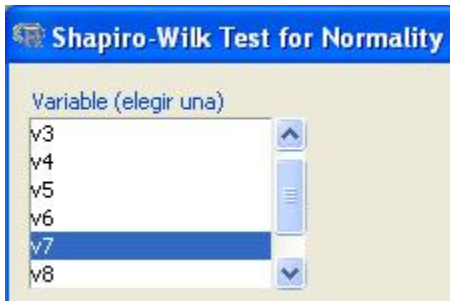 Shapiro-Wilk Test for Normality
Variable (elegir una)
v3
v4
v5
v6
v7
v8